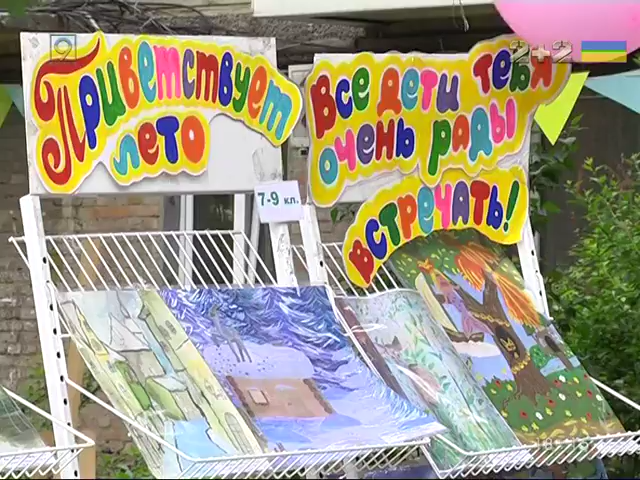 2+2
Приветствует
лето
Все дети тебя
очень рады
встречать!
7-9 кл.